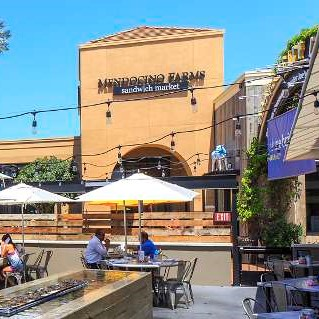 MENDOCINO FARMS
sandwich market
EXIT